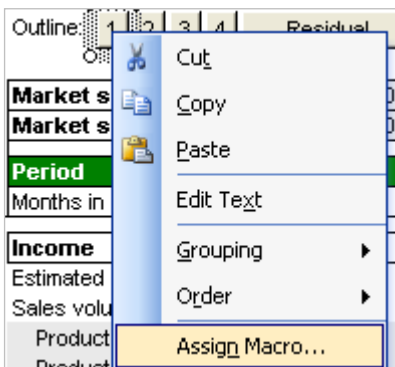 Outline: 1 2 3 4 Residual
Market s
Market s
Period
Months in
Income
Estimated
Sales volu
Product
Product
Cut
Copy
Paste
Edit Text
Grouping
Order
Assign Macro...